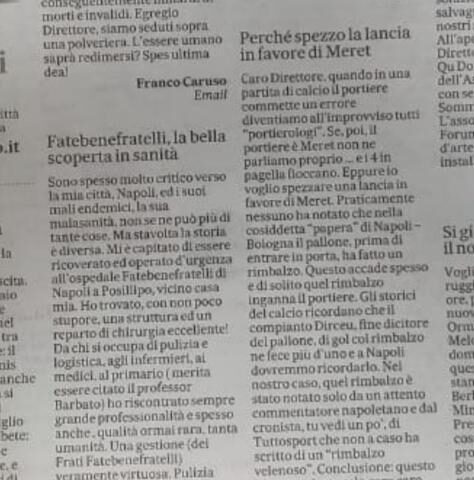 conseguentemente
morti e invalidi. Egregio
Direttore, siamo seduti sopra
una polveriera. L'essere umano
saprà redimersi? Spes ultima
dea!
Franco Caruso
Email
Fatebenefratelli, la bella
scoperta in sanità
Sono spesso molto critico verso
la mia città, Napoli, ed i suoi
mali endemici, la sua
malasanità, non se ne può più di
tante cose. Ma stavolta la storia
è diversa. Mi è capitato di essere
ricoverato ed operato d'urgenza
all'ospedale Fatebenefratelli di
Napoli a Posillipo, vicino casa
mia. Ho trovato, con non poco
stupore, una struttura ed un
reparto di chirurgia eccellente!
Da chi si occupa di pulizia e
logistica, agli infermieri, ai
medici, al primario (merita
essere citato il professor
Barbato) ho riscontrato sempre
grande professionalità e spesso
anche, qualità ormai rara, tanta
umanità. Una gestione (dei
Frati Fatebenefratelli)
veramente virtuosa. Pulizia
Perché spezzo la lancia
in favore di Meret
Caro Direttore, quando in una
partita di calcio il portiere
commette un errore
diventiamo all'improvviso tutti
"portierologi". Se, poi, il
portiere è Meret non ne
parliamo proprio ... e i 4 in
pagella fioccano. Eppure io
voglio spezzare una lancia in
favore di Meret. Praticamente
nessuno ha notato che nella
cosiddetta "papera" di Napoli -
Bologna il pallone, prima di
entrare in porta, ha fatto un
rimbalzo. Questo accade spesso
e di solito quel rimbalzo
inganna il portiere. Gli storici
del calcio ricordano che il
compianto Dirceu, fine dicitore
del pallone, di gol col rimbalzo
ne fece più d'uno e a Napoli
dovremmo ricordarlo. Nel
nostro caso, quel rimbalzo è
stato notato solo da un attento
commentatore napoletano e dal
cronista, tu vedi un po', di
Tuttosport che non a caso ha
scritto di un "rimbalzo
velenoso". Conclusione: questo